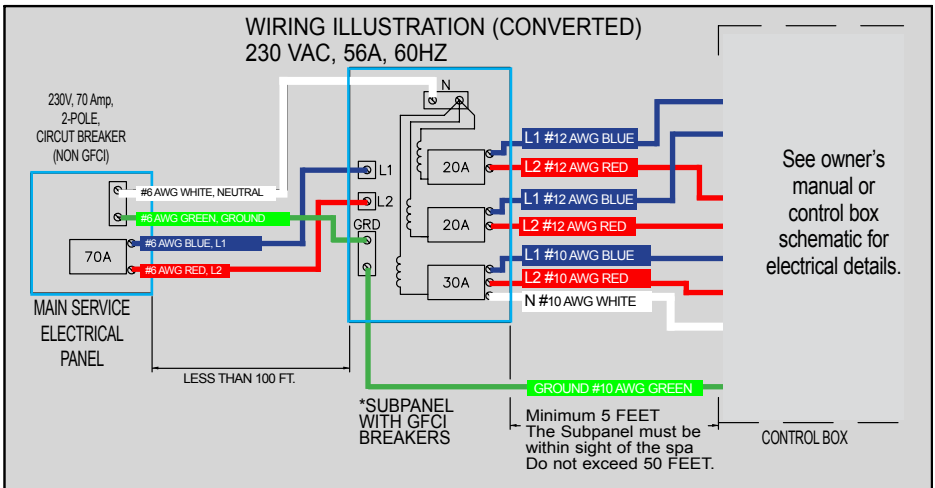 WIRING ILLUSTRATION (CONVERTED)
230 VAC, 56A, 60HZ
230V, 70 Amp,
2-POLE,
CIRCUT BREAKER
(NON GFCI)
#6 AWG WHITE, NEUTRAL
#6 AWG GREEN, GROUND
#6 AWG BLUE, L1
#6 AWG RED, L2
70A
MAIN SERVICE
ELECTRICAL
PANEL
LESS THAN 100 FT.
N
L1
L2
GRD
20A
20A
30A
*SUBPANEL
WITH GFCI
BREAKERS
L1 #12 AWG BLUE
L2 #12 AWG RED
L1 #12 AWG BLUE
L2 #12 AWG RED
L1 #10 AWG BLUE
L2 #10 AWG RED
N #10 AWG WHITE
GROUND #10 AWG GREEN
Minimum 5 FEET
The Subpanel must be
within sight of the spa
Do not exceed 50 FEET.
See owner's
manual or
control box
schematic for
electrical details.
CONTROL BOX